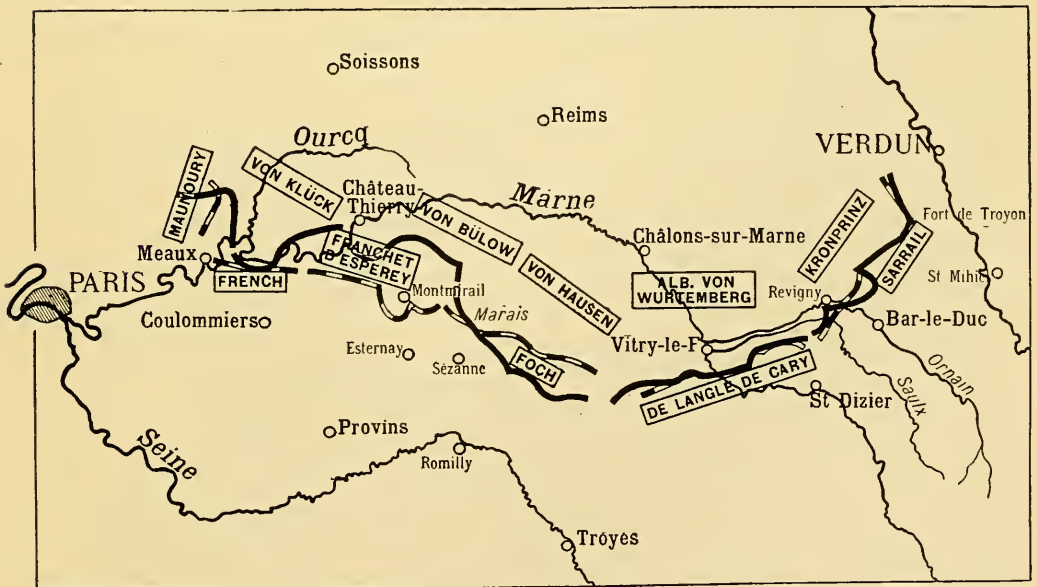 Soissons
Reims
Ourcq
VERDUN
MAUNOURY
VON KLÜCK
Château-
Thierry
VON BÜLOW
Marne
KRONPRINZ
Fort de Troyon
SARRAIL
Châlons-sur-Marne
Meaux
FRANCHET
D'ESPEREY
VON HAUSEN
ALB. VON
WURTEMBERG
St Mihiel
PARIS
FRENCH
Montmirail
Revigny
Coulommiers
Marais
Bar-le-Duc
Vitry-le-F
Esternay
Sézanne
FOCH
DE LANGLE DE CARY
St Dizier
Saulx
Ornain
Provins
Seine
Romilly
Troyes